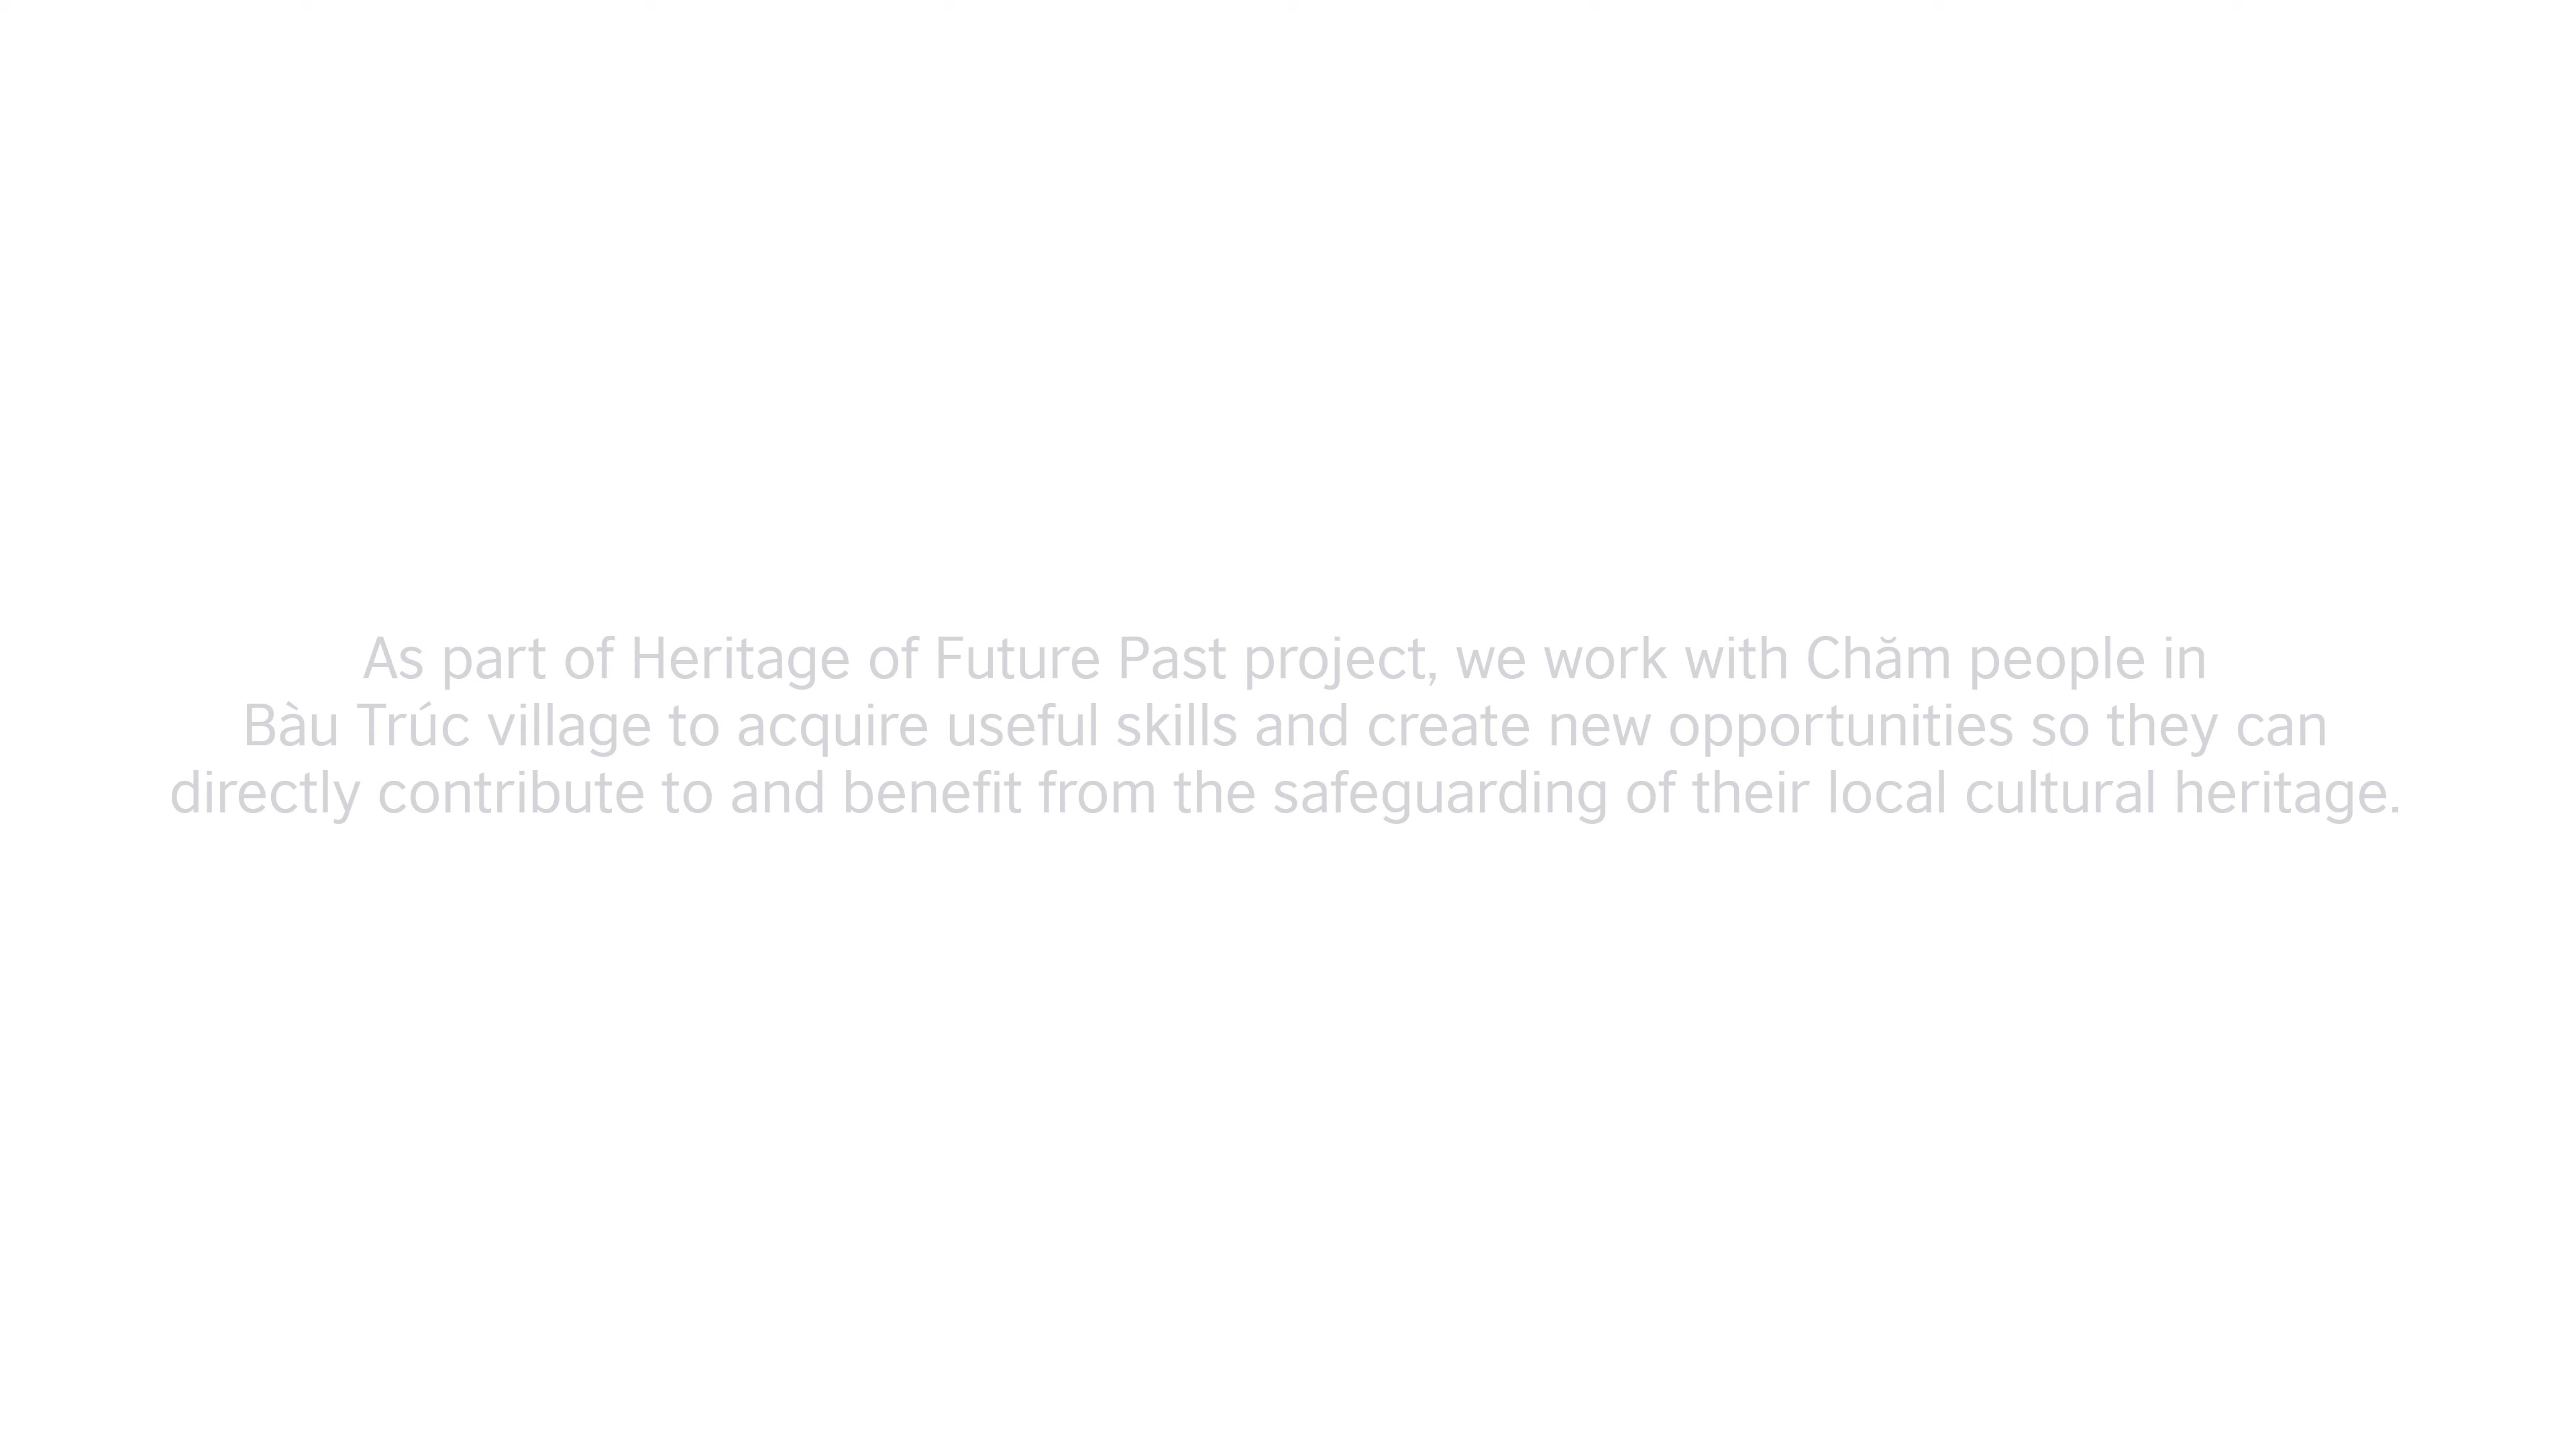 As part of Heritage of Future Past project, we work with Chăm people in
Bàu Trúc village to acquire useful skills and create new opportunities so they can
directly contribute to and benefit from the safeguarding of their local cultural heritage.